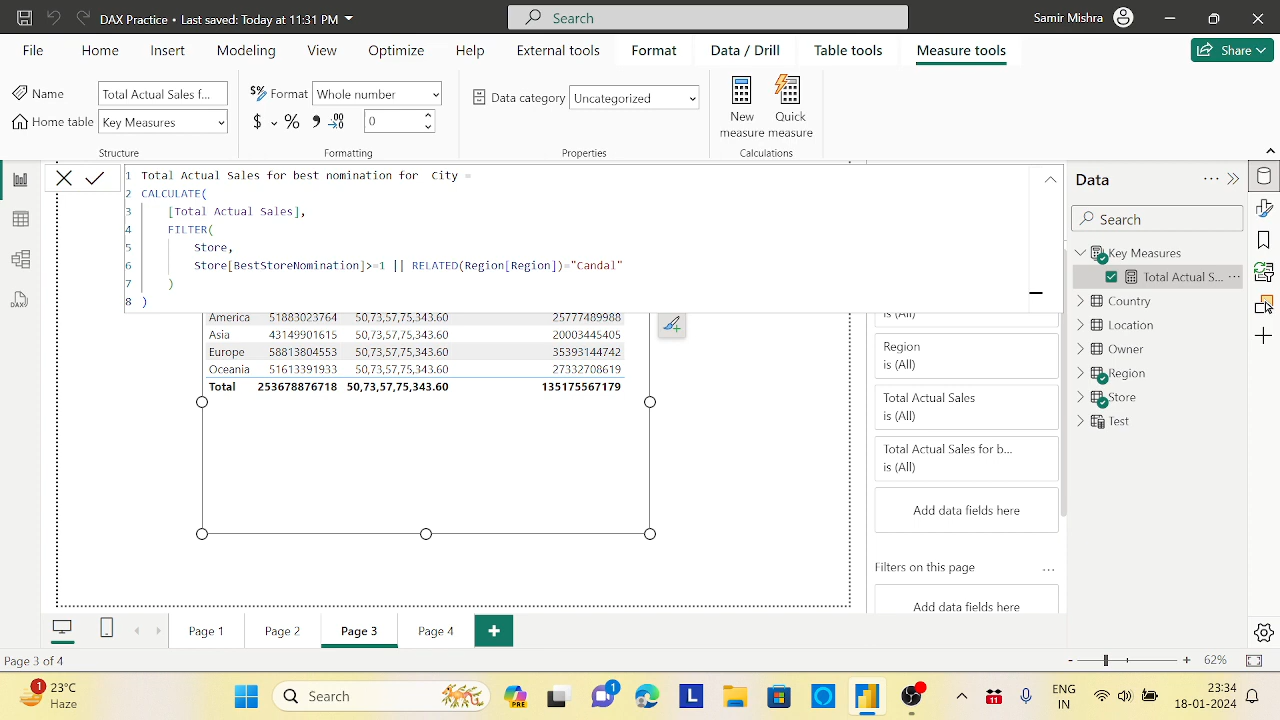 DAX Practice • Last saved: Today at 11:31 PM
Search
Samir Mishra
File
Home
Insert
Modeling
View
Optimize
Help
External tools
Format
Data / Drill
Table tools
Measure tools
Share
Name
Total Actual Sales f...
Home table
Key Measures
Structure
Format
Whole number
$ % 9 .00
0
Formatting
Data category
Uncategorized
Properties
New measure
Quick measure
Calculations
1 Total Actual Sales for best nomination for City =
2 CALCULATE(
3 [Total Actual Sales],
4 FILTER(
5 Store,
6 Store[BestStoreNomination]>=1 || RELATED(Region[Region])="Candal"
7 )
8 )
America 51883023764 50,73,57,75,343.60 25777489988
Asia 43149901615 50,73,57,75,343.60 20003445405
Europe 58813804553 50,73,57,75,343.60 35393144742
Oceania 51613391933 50,73,57,75,343.60 27332708619
Total 253678876718 50,73,57,75,343.60 135175567179
is (All)
Region
is (All)
Total Actual Sales
is (All)
Total Actual Sales for b...
is (All)
Add data fields here
Filters on this page
...
Add data fields here
Data
...
Search
Key Measures
Total Actual S...
...
Country
Location
Owner
Region
Store
Test
DAX
Page 1
Page 2
Page 3
Page 4
Page 3 of 4
62%
1
23°C
Haze
Search
PRE
1
L
11
ENG
IN
23:34
18-01-2024